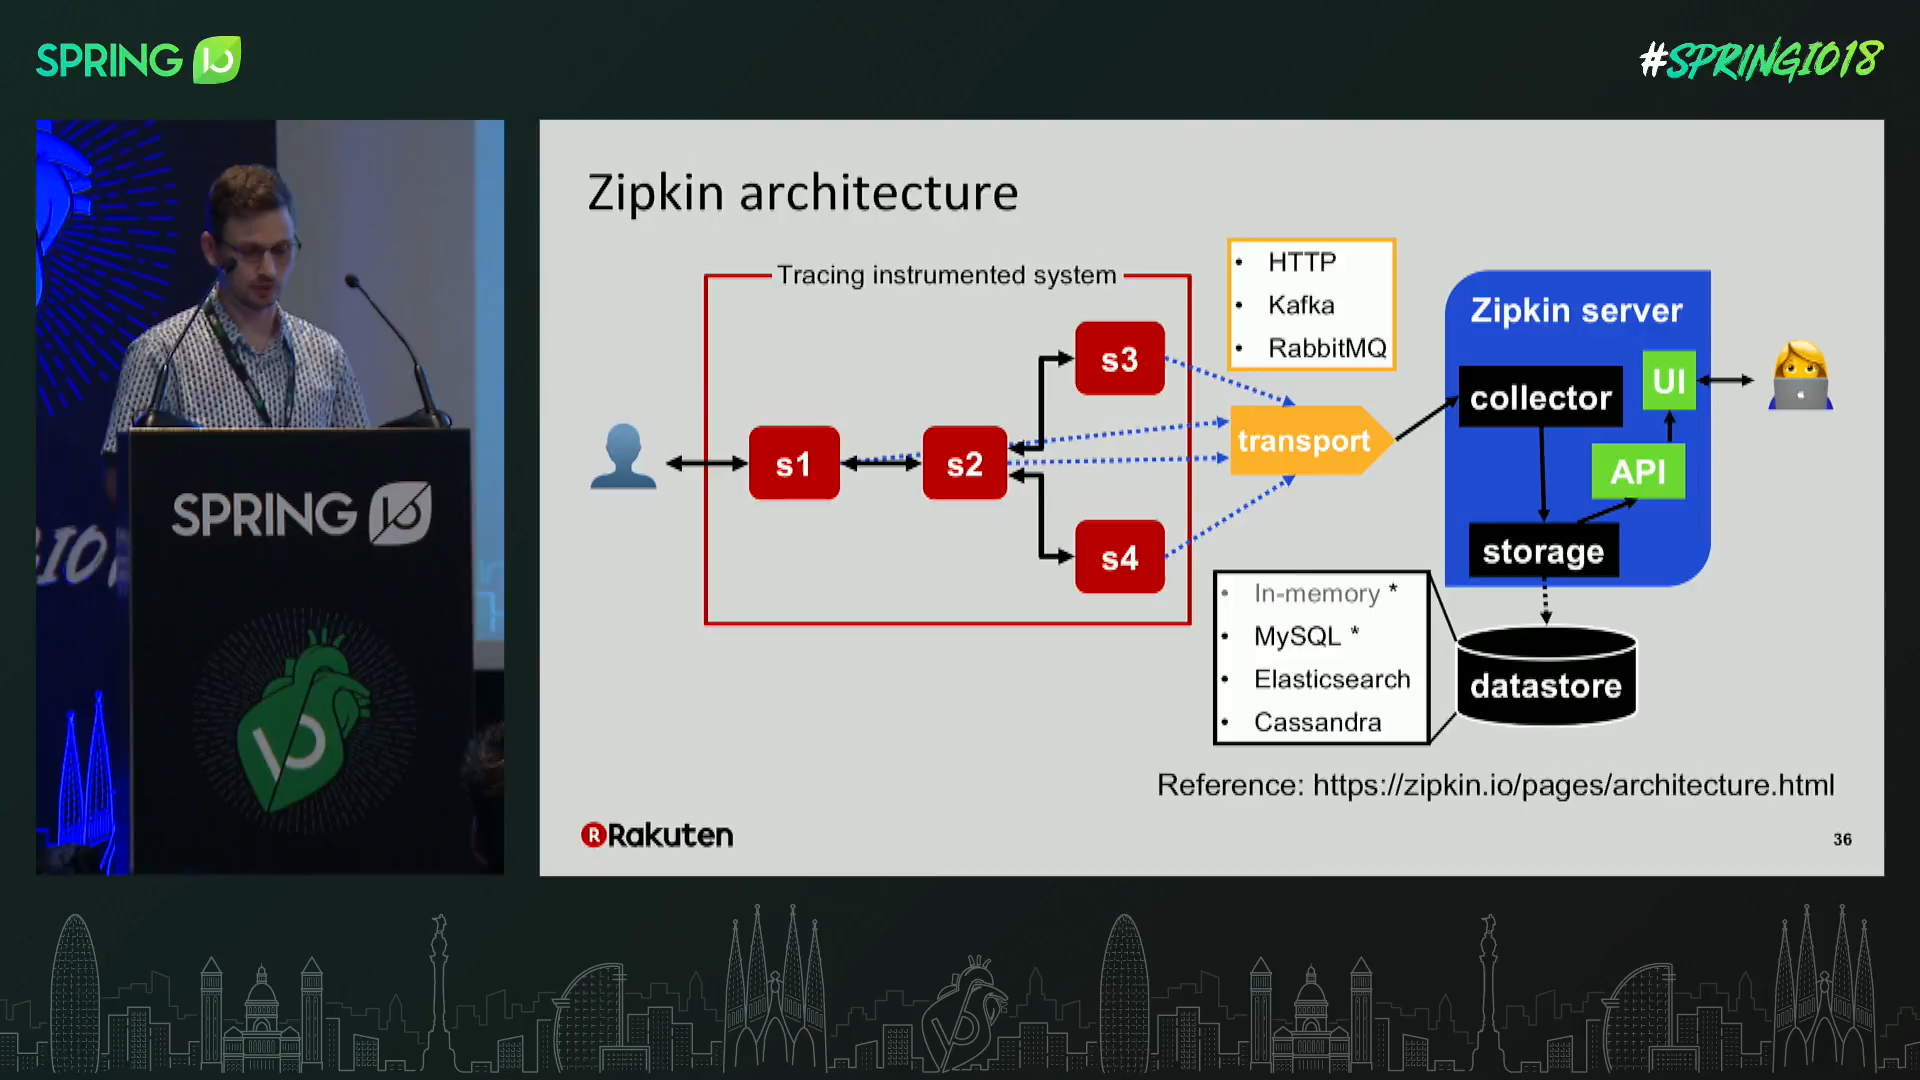 SPRING IO
#SPRINGIO18
SPRING IO
Zipkin architecture
Tracing instrumented system
s1
s2
s3
s4
• HTTP
• Kafka
• RabbitMQ
transport
Zipkin server
collector
UI
API
storage
• In-memory *
• MySQL *
• Elasticsearch
• Cassandra
datastore
Reference: https://zipkin.io/pages/architecture.html
Rakuten
36